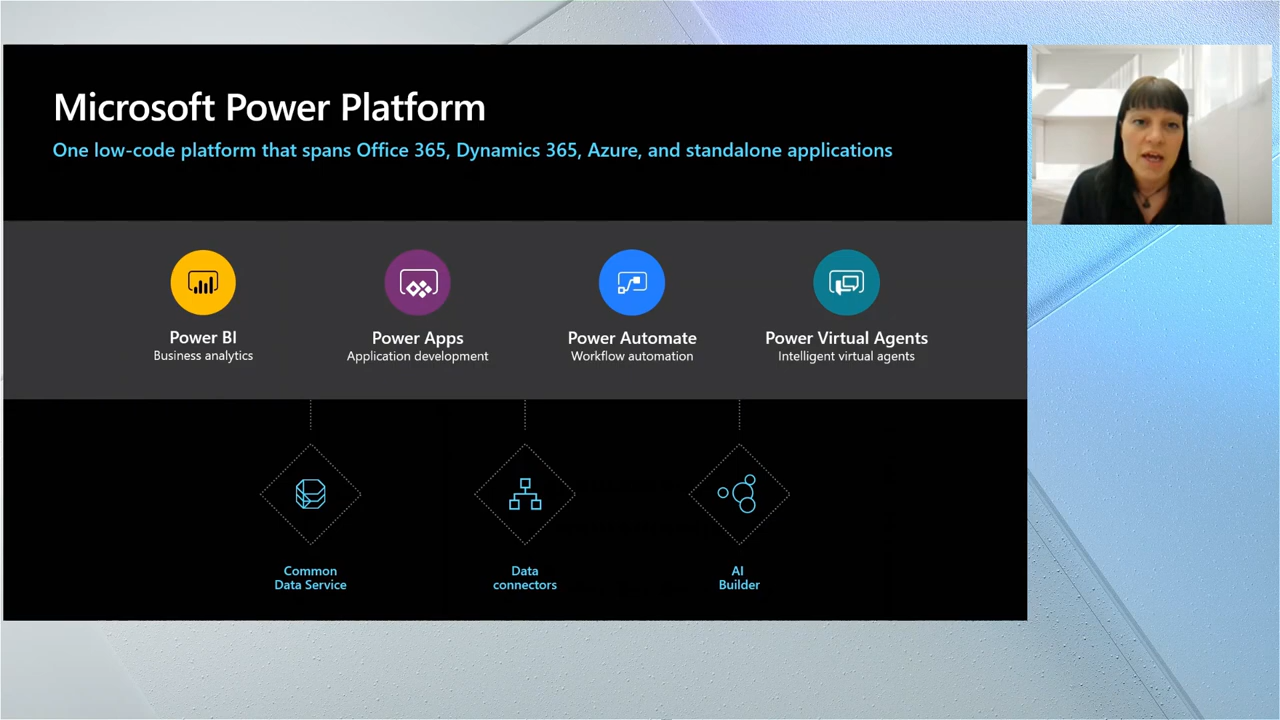 Microsoft Power Platform
One low-code platform that spans Office 365, Dynamics 365, Azure, and standalone applications
Power BI
Business analytics
Power Apps
Application development
Power Automate
Workflow automation
Power Virtual Agents
Intelligent virtual agents
Common
Data Service
Data
connectors
AI
Builder